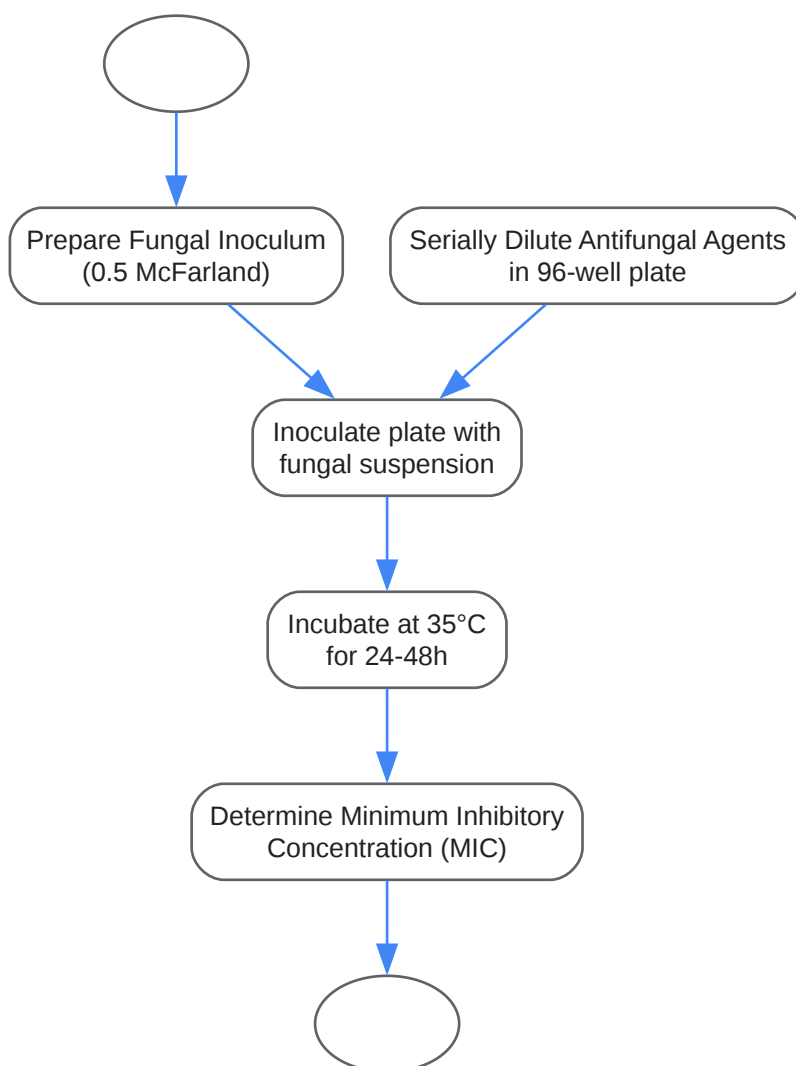 Prepare Fungal Inoculum
(0.5 McFarland)
Serially Dilute Antifungal Agents
in 96-well plate
Inoculate plate with
fungal suspension
Incubate at 35°C
for 24-48h
Determine Minimum Inhibitory
Concentration (MIC)